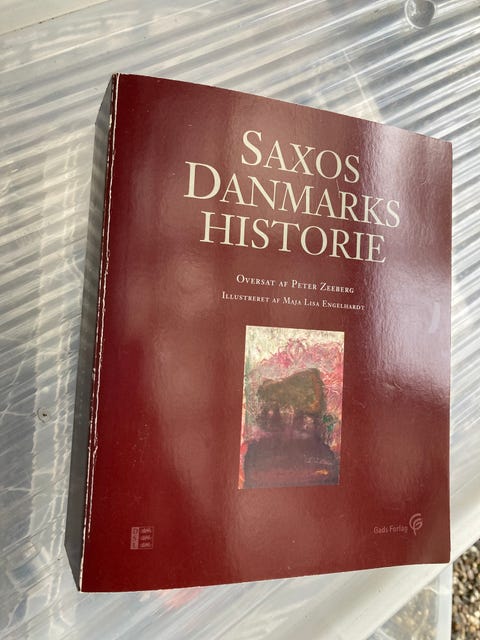 SAXOS
DANMARKS
HISTORIE
OVERSAT AF PETER ZEEBERG
ILLUSTRERET AF MAJA LISA ENGELHARDT
Gads Forlag